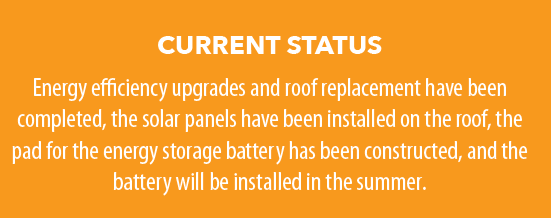 CURRENT STATUS
Energy efficiency upgrades and roof replacement have been
completed, the solar panels have been installed on the roof, the
pad for the energy storage battery has been constructed, and the
battery will be installed in the summer.